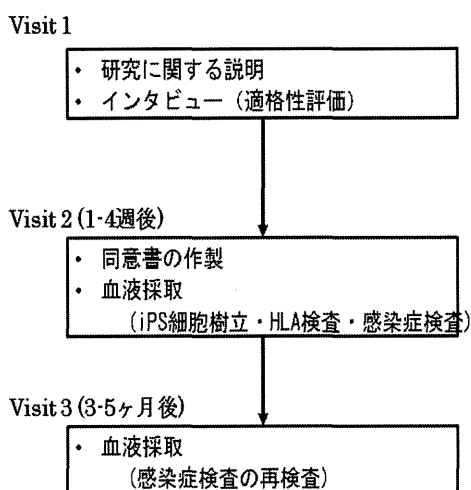 Visit 1
・ 研究に関する説明
・ インタビュー（適格性評価）
Visit 2 (1-4週後)
・ 同意書の作製
・ 血液採取
（iPS細胞樹立・HLA検査・感染症検査）
Visit 3 (3-5ヶ月後)
・ 血液採取
（感染症検査の再検査）